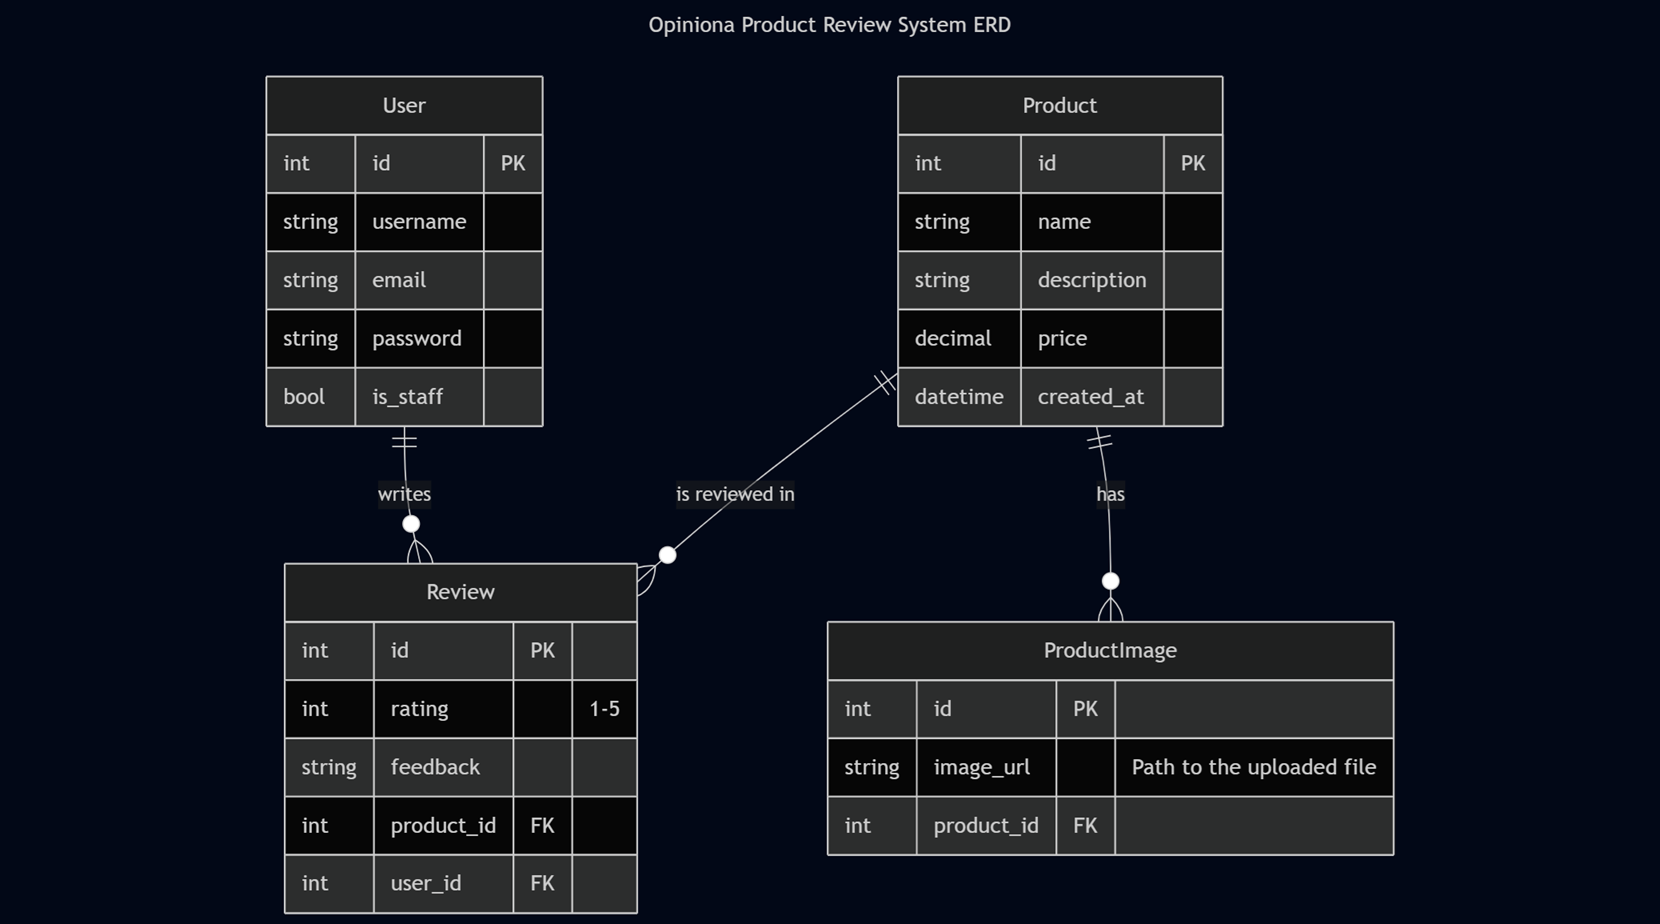 Opiniona Product Review System ERD
User
int id PK
string username
string email
string password
bool is_staff
Product
int id PK
string name
string description
decimal price
datetime created_at
writes
is reviewed in
has
Review
int id PK
int rating 1-5
string feedback
int product_id FK
int user_id FK
ProductImage
int id PK
string image_url Path to the uploaded file
int product_id FK